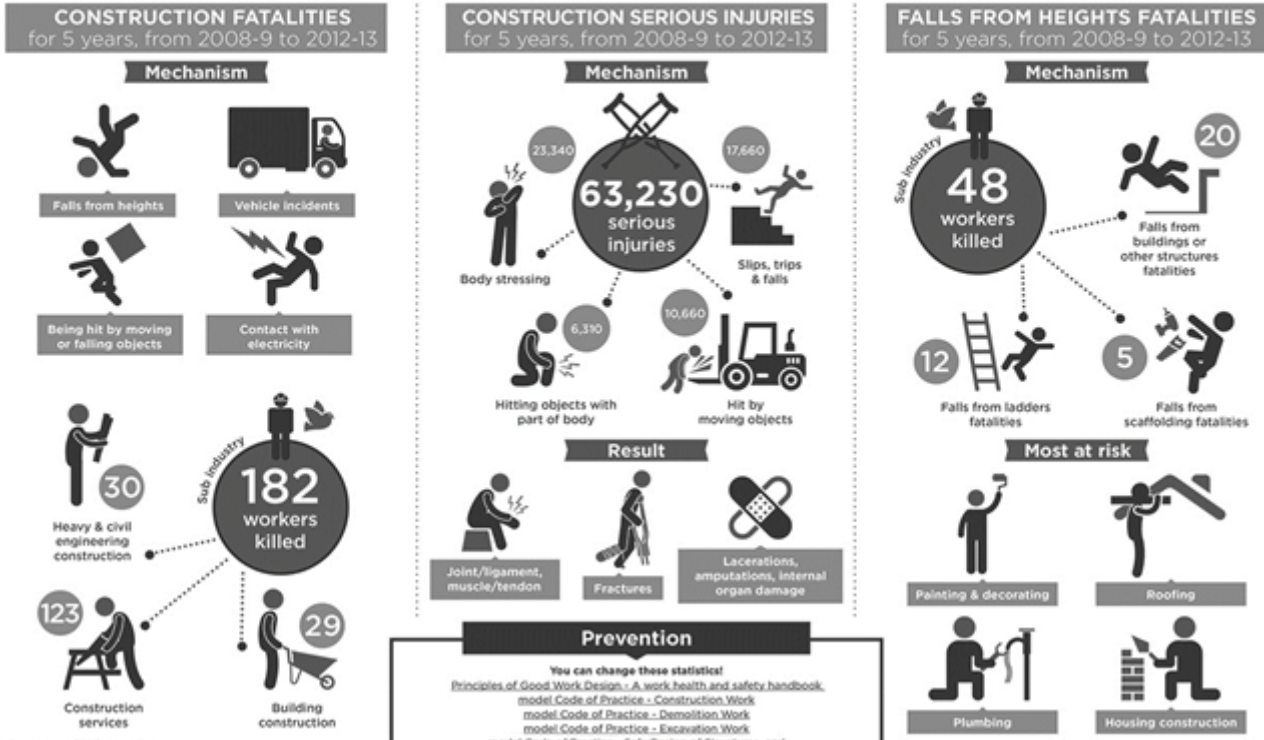 CONSTRUCTION FATALITIES
for 5 years, from 2008-9 to 2012-13
Mechanism
Falls from heights
Vehicle incidents
Being hit by moving
or falling objects
Contact with
electricity
30
Heavy & civil
engineering
construction
Sub industry
182
workers
killed
123
Construction
services
29
Building
construction
CONSTRUCTION SERIOUS INJURIES
for 5 years, from 2008-9 to 2012-13
Mechanism
23,340
Body stressing
63,230
serious
injuries
17,660
Slips, trips
& falls
6,310
Hitting objects with
part of body
10,660
Hit by
moving objects
Result
Joint/ligament,
muscle/tendon
Fractures
Lacerations,
amputations, internal
organ damage
Prevention
You can change these statistics!
Principles of Good Work Design - A work health and safety handbook
model Code of Practice - Construction Work
model Code of Practice - Demolition Work
model Code of Practice - Excavation Work
model Code of Practice - Safe Design of Structures and
FALLS FROM HEIGHTS FATALITIES
for 5 years, from 2008-9 to 2012-13
Mechanism
Sub industry
48
workers
killed
20
Falls from
buildings or
other structures
fatalities
12
Falls from ladders
fatalities
5
Falls from
scaffolding fatalities
Most at risk
Painting & decorating
Roofing
Plumbing
Housing construction